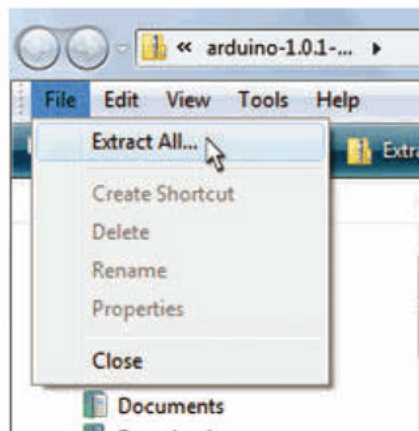 « arduino-1.0.1-...
File Edit View Tools Help
Extract All...
Create Shortcut
Delete
Rename
Properties
Close
Documents